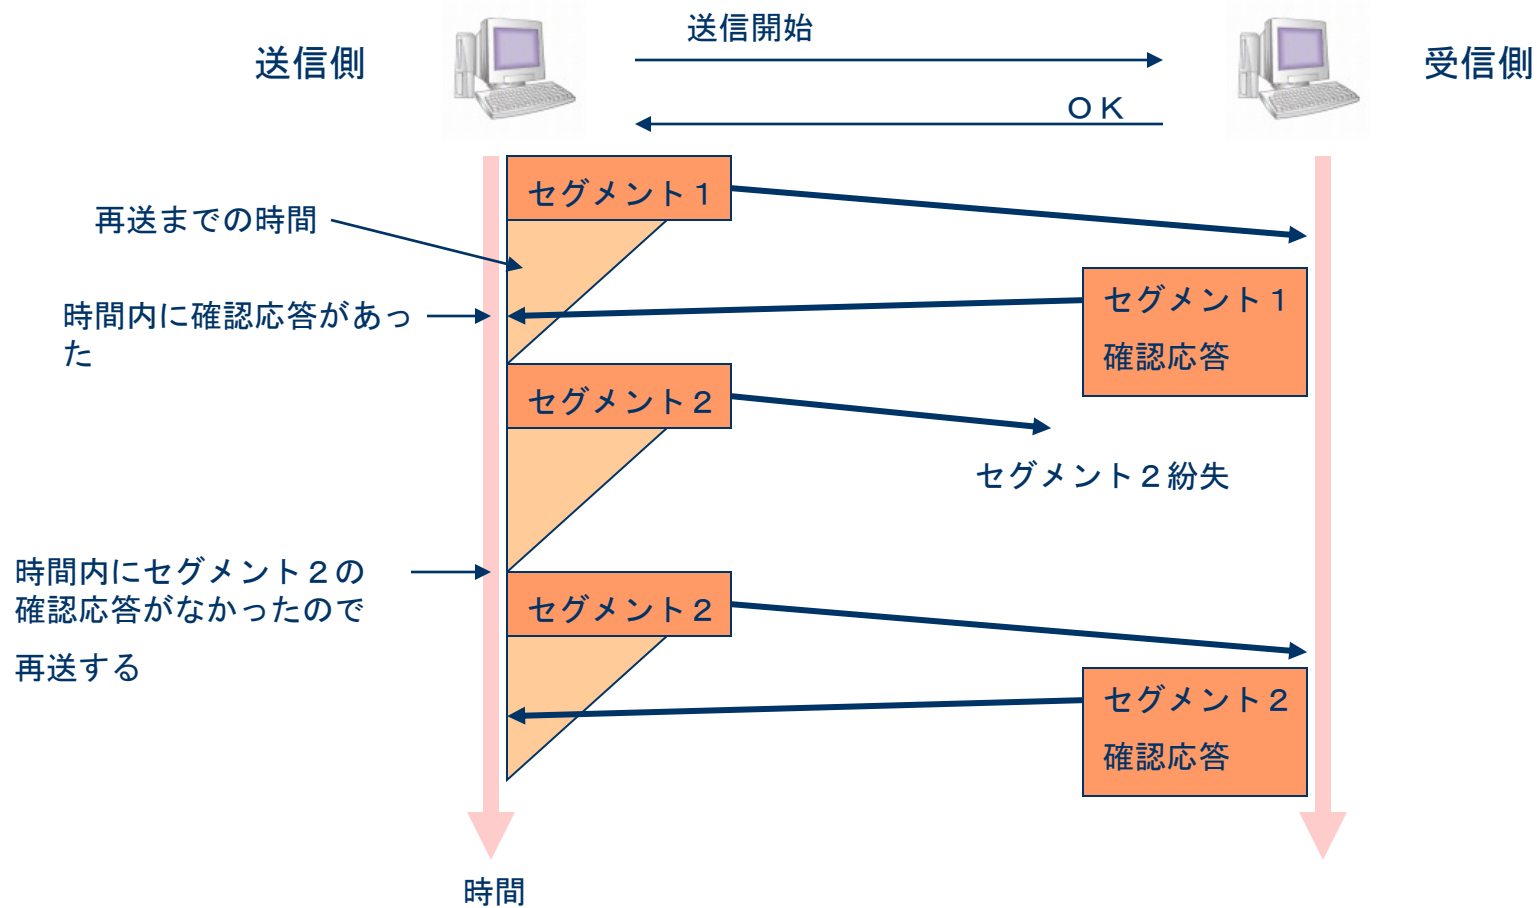 送信開始
送信側
受信側
ＯＫ
セグメント１
再送までの時間
時間内に確認応答があっ
た
セグメント１
確認応答
セグメント２
セグメント２紛失
時間内にセグメント２の
確認応答がなかったので
再送する
セグメント２
セグメント２
確認応答
時間